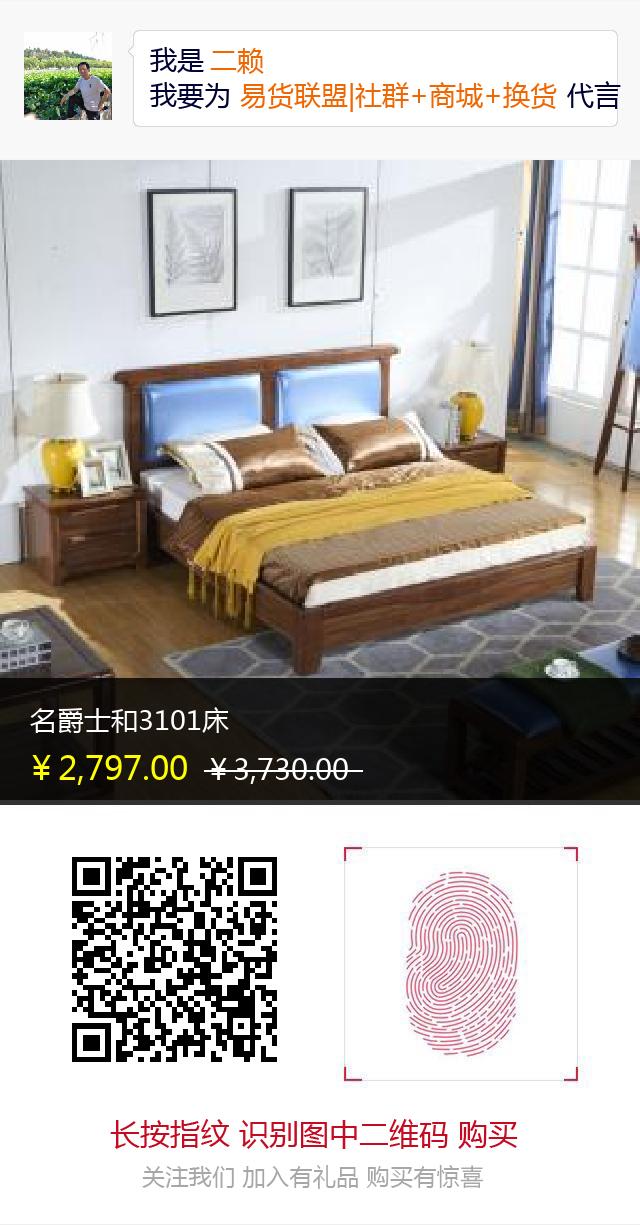 我是 二赖
我要为 易货联盟|社群+商城+换货 代言
名爵士和3101床
￥2,797.00 ￥3,730.00
长按指纹 识别图中二维码 购买
关注我们 加入有礼品 购买有惊喜